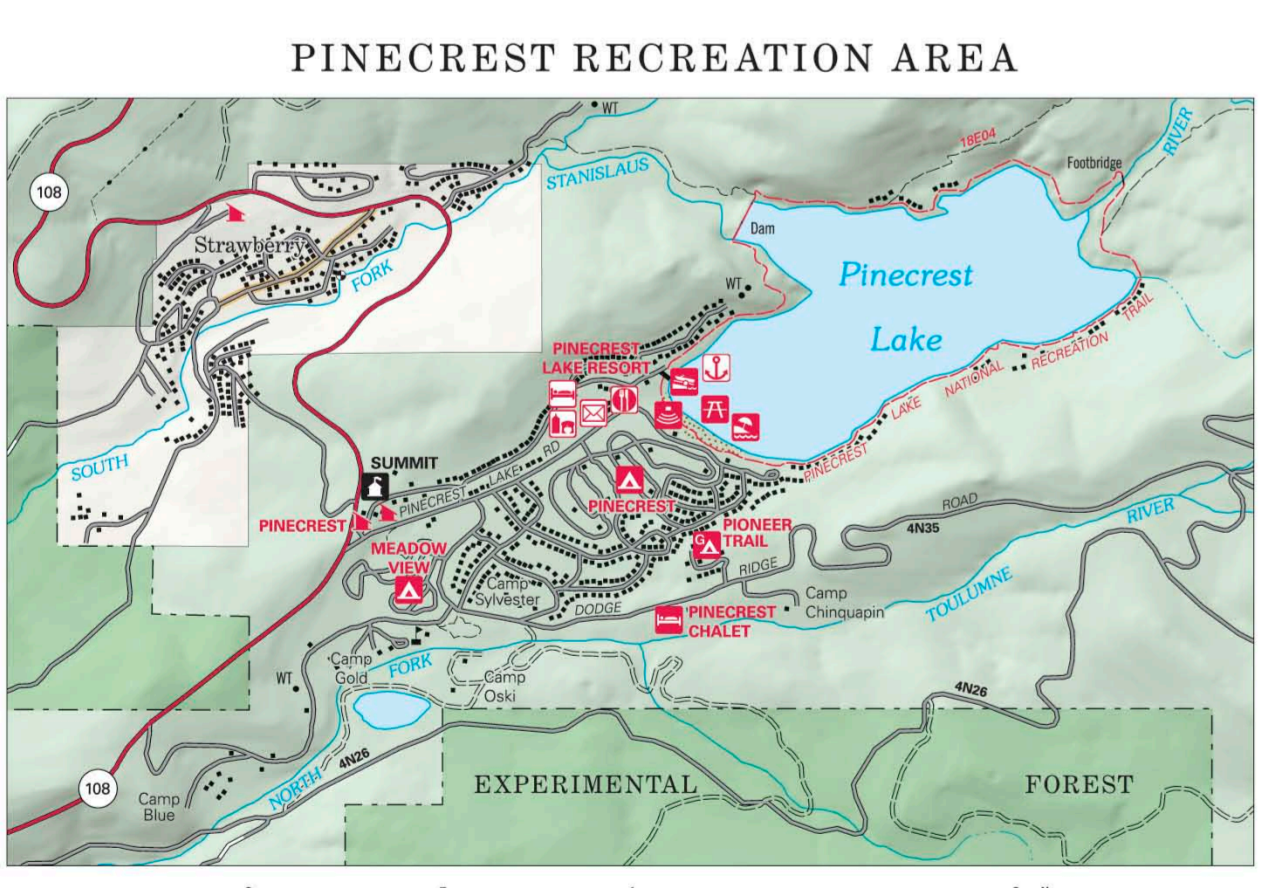 PINECREST RECREATION AREA
WT
18E04
RIVER
Footbridge
108
STANISLAUS
Strawberry
FORK
Dam
WT
Pinecrest
Lake
TRAIL
RECREATION
NATIONAL
LAKE
PINECREST
PINECREST
LAKE RESORT
SOUTH
SUMMIT
PINECREST LAKE RD
PINECREST
PINECREST
PIONEER
TRAIL
G
MEADOW
VIEW
ROAD
4N35
RIVER
RIDGE
DODGE
TOULUMNE
Camp
Sylvester
Camp
Chinquapin
PINECREST
CHALET
Camp
Gold
FORK
WT
Camp
Oski
4N26
4N26
NORTH
108
Camp
Blue
EXPERIMENTAL FOREST